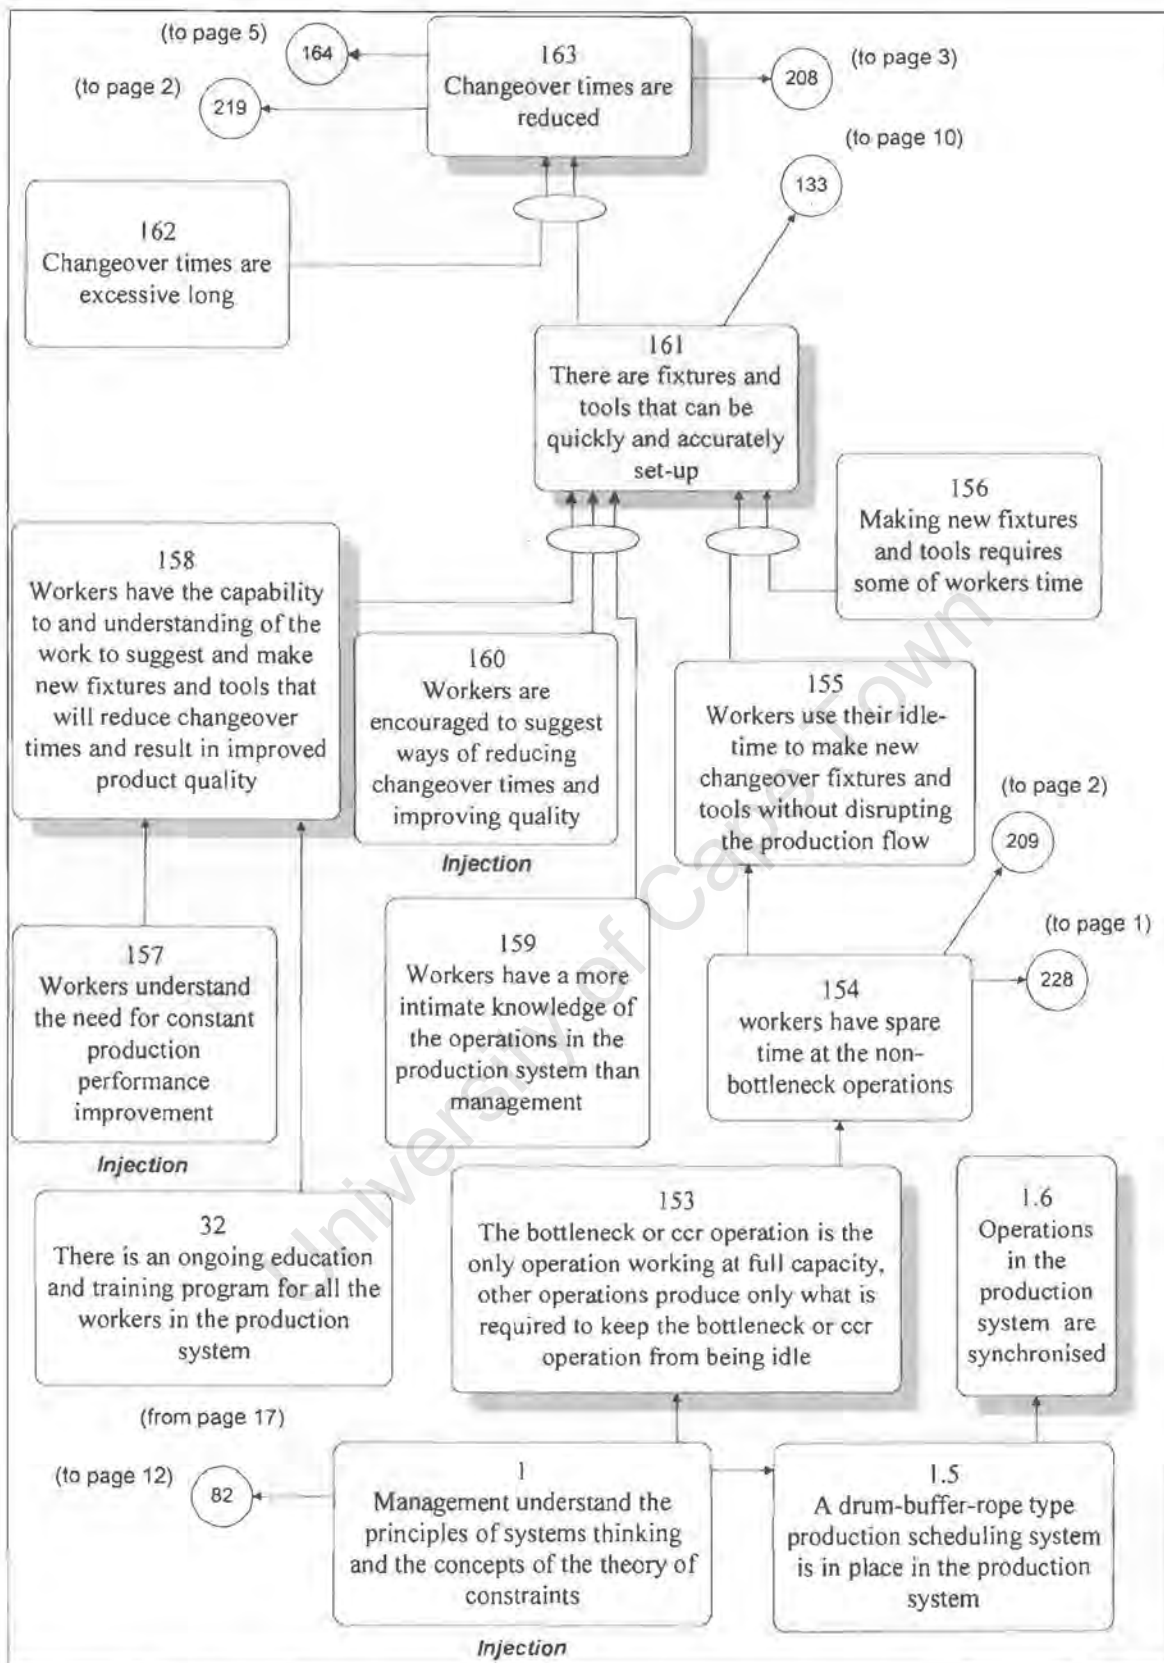 (to page 5)
164
163
Changeover times are
reduced
208
(to page 3)
(to page 2)
219
(to page 10)
133
162
Changeover times are
excessive long
161
There are fixtures and
tools that can be
quickly and accurately
set-up
156
Making new fixtures
and tools requires
some of workers time
158
Workers have the capability
to and understanding of the
work to suggest and make
new fixtures and tools that
will reduce changeover
times and result in improved
product quality
160
Workers are
encouraged to suggest
ways of reducing
changeover times and
improving quality
Injection
155
Workers use their idle-
time to make new
changeover fixtures and
tools without disrupting
the production flow
(to page 2)
209
157
Workers understand
the need for constant
production
performance
improvement
Injection
159
Workers have a more
intimate knowledge of
the operations in the
production system than
management
154
workers have spare
time at the non-
bottleneck operations
(to page 1)
228
32
There is an ongoing education
and training program for all the
workers in the production
system
(from page 17)
153
The bottleneck or ccr operation is the
only operation working at full capacity,
other operations produce only what is
required to keep the bottleneck or ccr
operation from being idle
1.6
Operations
in the
production
system are
synchronised
(to page 12)
82
1
Management understand the
principles of systems thinking
and the concepts of the theory of
constraints
Injection
1.5
A drum-buffer-rope type
production scheduling system
is in place in the production
system
University of Cape Town